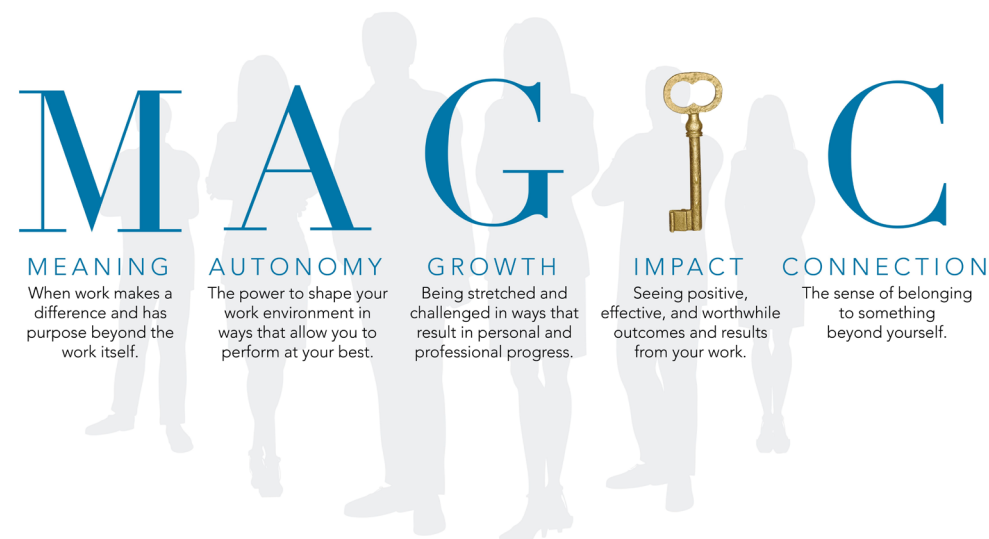 MAGIC
MEANING
When work makes a
difference and has
purpose beyond the
work itself.
AUTONOMY
The power to shape your
work environment in
ways that allow you to
perform at your best.
GROWTH
Being stretched and
challenged in ways that
result in personal and
professional progress.
IMPACT
Seeing positive,
effective, and worthwhile
outcomes and results
from your work.
CONNECTION
The sense of belonging
to something
beyond yourself.